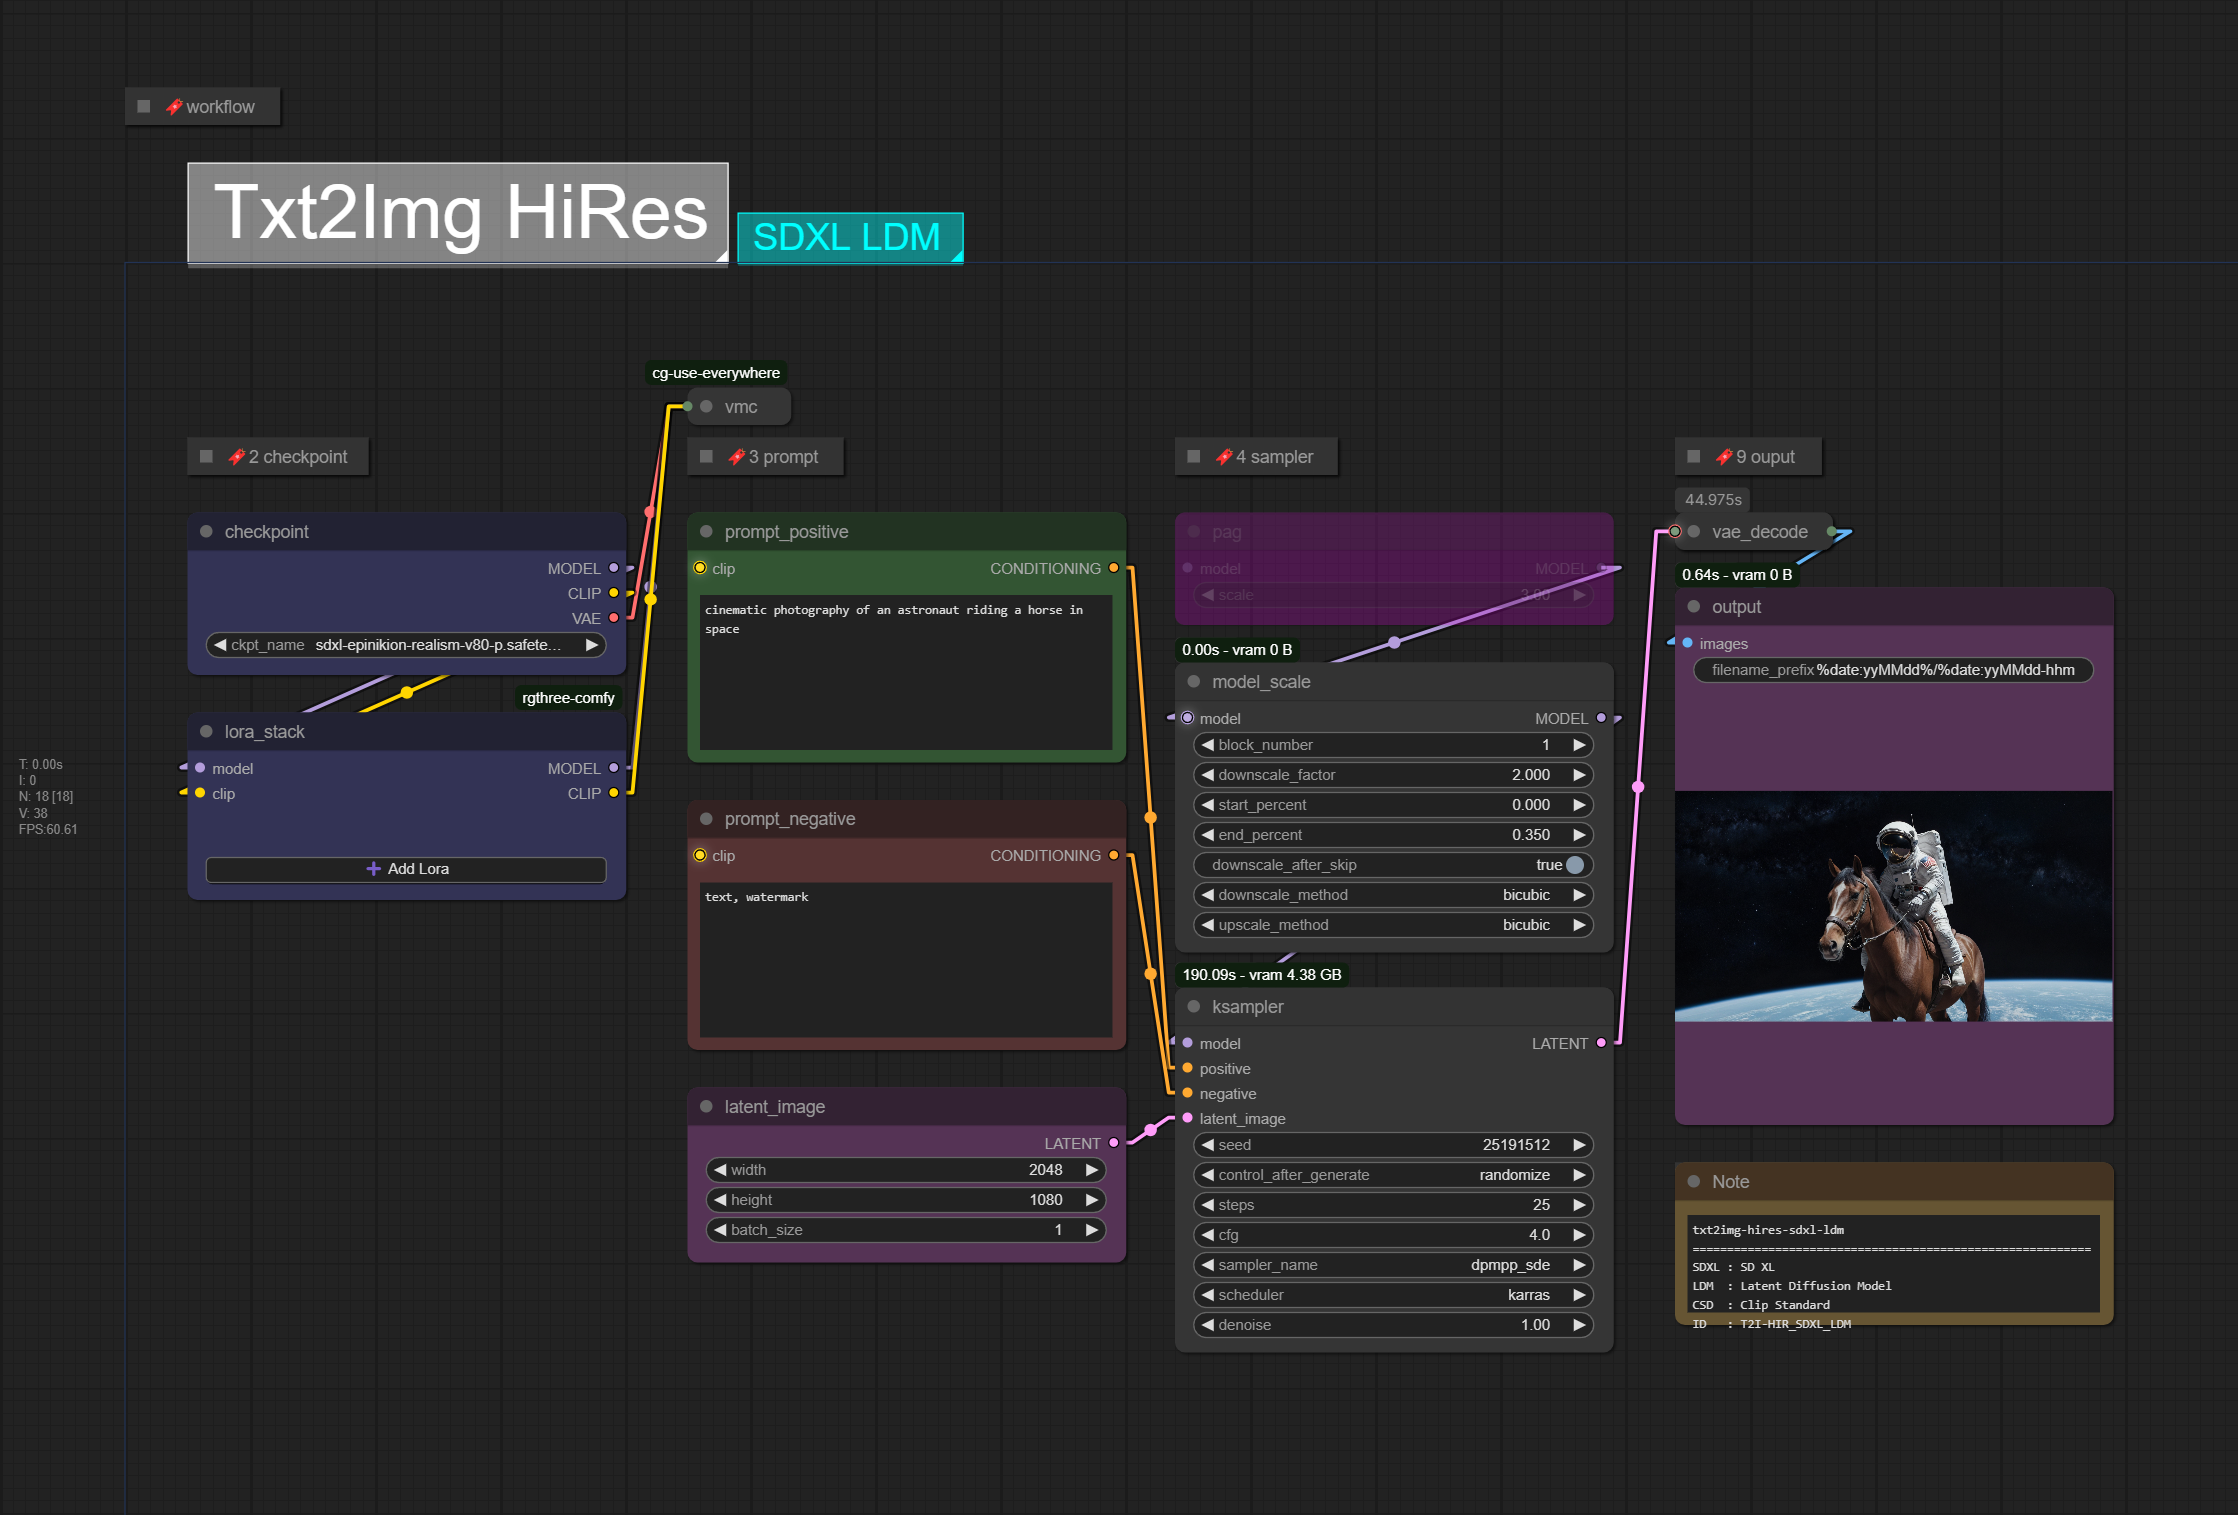 workflow
Txt2Img HiRes
SDXL LDM
cg-use-everywhere
vmc
2 checkpoint
3 prompt
4 sampler
9 ouput
44.975s
checkpoint
MODEL
CLIP
VAE
ckpt_name sdxl-epinikion-realism-v80-p.safete...
rgthree-comfy
lora_stack
model MODEL
clip CLIP
Add Lora
T: 0.00s
I: 0
N: 18 [18]
V: 38
FPS:60.61
prompt_positive
clip CONDITIONING
cinematic photography of an astronaut riding a horse in
space
prompt_negative
clip CONDITIONING
text, watermark
latent_image
LATENT
width 2048
height 1080
batch_size 1
pag
model MODEL
scale 3.00
0.00s - vram 0 B
model_scale
model MODEL
block_number 1
downscale_factor 2.000
start_percent 0.000
end_percent 0.350
downscale_after_skip true
downscale_method bicubic
upscale_method bicubic
190.09s - vram 4.38 GB
ksampler
model LATENT
positive
negative
latent_image
seed 25191512
control_after_generate randomize
steps 25
cfg 4.0
sampler_name dpmpp_sde
scheduler karras
denoise 1.00
vae_decode
0.64s - vram 0 B
output
images
filename_prefix %date:yyMMdd%/%date:yyMMdd-hhm
Note
txt2img-hires-sdxl-ldm
==========================================================
SDXL : SD XL
LDM : Latent Diffusion Model
CSD : Clip Standard
ID : T2I-HIR_SDXL_LDM